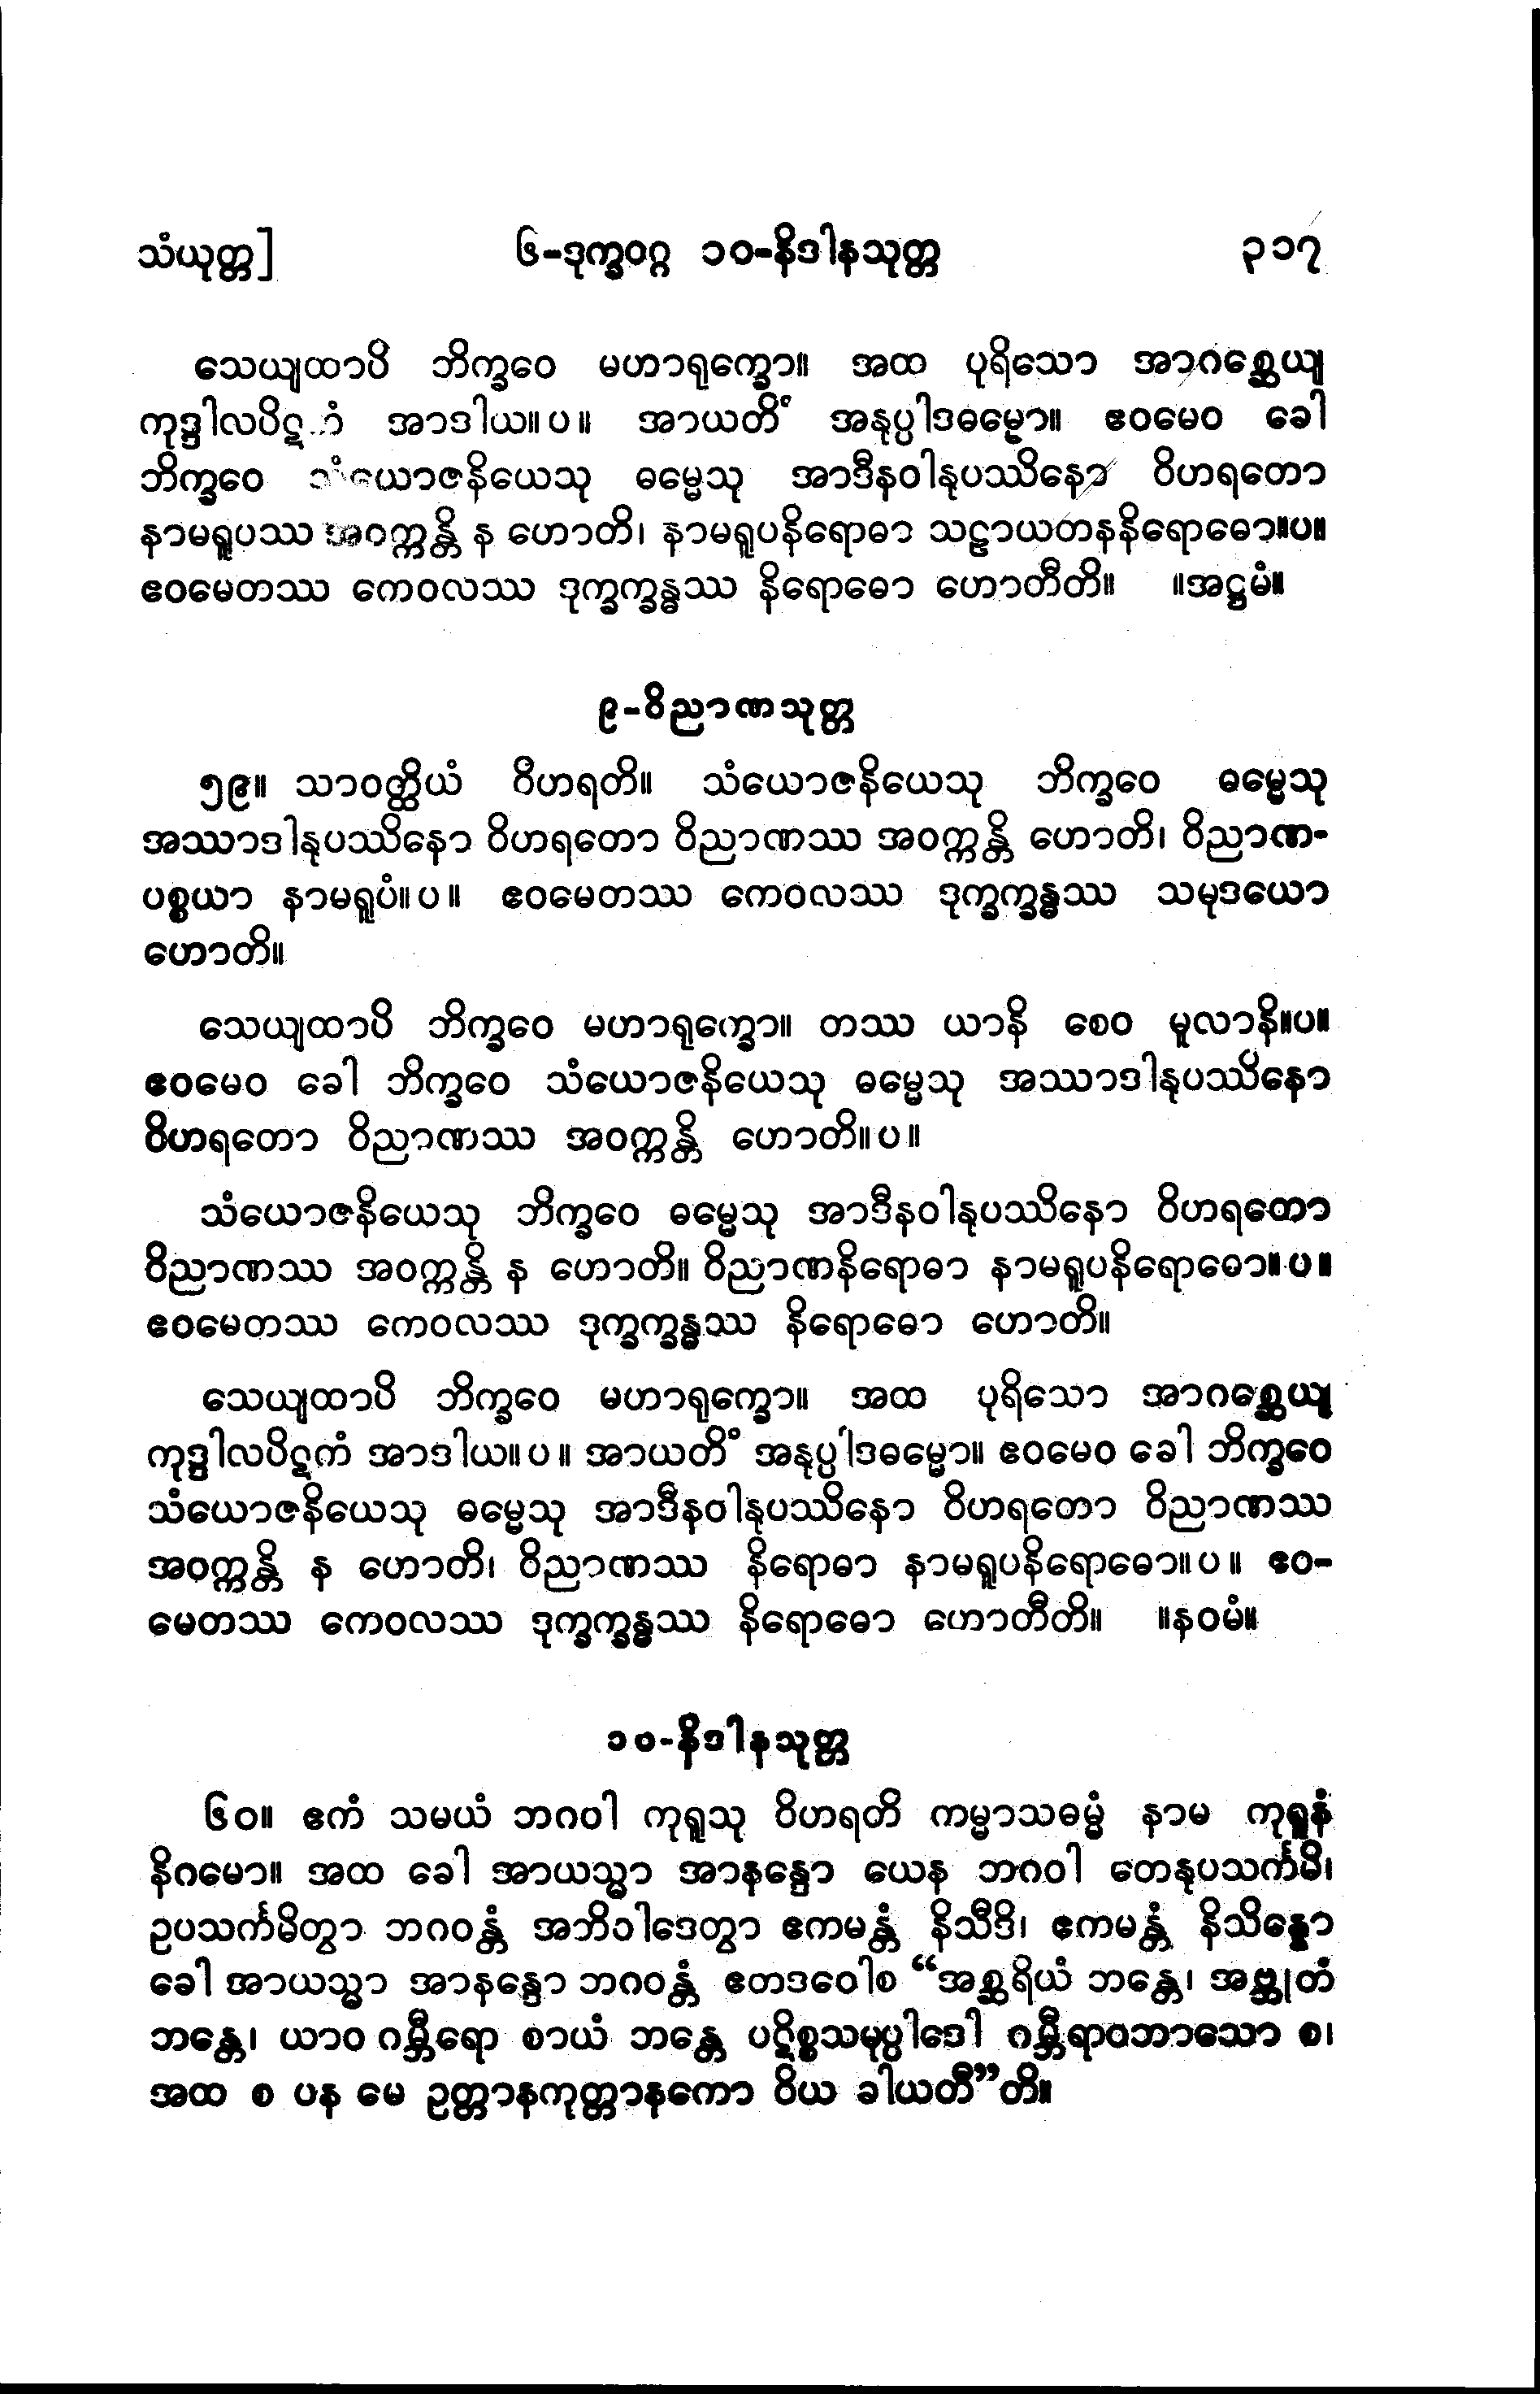 သံယုတ္တ] ၆-ဒုက္ခဝဂ္ဂ ၁၀-နိဒါနသုတ္တ ၃၁၇
သေယျထာပိ ဘိက္ခဝေ မဟာရုက္ခော။ အထ ပုရိသော အာဂစ္ဆေယျ
ကုဒ္ဒါလပိဋကံ အာဒါယ။ပ။ အာယတိံ အနုပ္ပါဒဓမ္မော။ ဧဝမေဝ ခေါ
ဘိက္ခဝေ သံယောဇနိယေသု ဓမ္မေသု အာဒီနဝါနုပဿိနော ဝိဟရတော
နာမရူပဿ အဝက္ကန္တိ န ဟောတိ၊ နာမရူပနိရောဓာ သဠာယတနနိရောဓော။ပ။
ဧဝမေတဿ ကေဝလဿ ဒုက္ခက္ခန္ဓဿ နိရောဓော ဟောတီတိ။ ။အဋ္ဌမံ။
၉-ဝိညာဏသုတ္တ
၅၉။ သာဝတ္ထိယံ ဝိဟရတိ။ သံယောဇနိယေသု ဘိက္ခဝေ ဓမ္မေသု
အဿာဒါနုပဿိနော ဝိဟရတော ဝိညာဏဿ အဝက္ကန္တိ ဟောတိ၊ ဝိညာဏ-
ပစ္စယာ နာမရူပံ။ပ။ ဧဝမေတဿ ကေဝလဿ ဒုက္ခက္ခန္ဓဿ သမုဒယော
ဟောတိ။
သေယျထာပိ ဘိက္ခဝေ မဟာရုက္ခော။ တဿ ယာနိ စေဝ မူလာနိ။ပ။
ဧဝမေဝ ခေါ ဘိက္ခဝေ သံယောဇနိယေသု ဓမ္မေသု အဿာဒါနုပဿိနော
ဝိဟရတော ဝိညာဏဿ အဝက္ကန္တိ ဟောတိ။ပ။
သံယောဇနိယေသု ဘိက္ခဝေ ဓမ္မေသု အာဒီနဝါနုပဿိနော ဝိဟရတော
ဝိညာဏဿ အဝက္ကန္တိ န ဟောတိ။ ဝိညာဏနိရောဓာ နာမရူပနိရောဓော။ပ။
ဧဝမေတဿ ကေဝလဿ ဒုက္ခက္ခန္ဓဿ နိရောဓော ဟောတိ။
သေယျထာပိ ဘိက္ခဝေ မဟာရုက္ခော။ အထ ပုရိသော အာဂစ္ဆေယျ
ကုဒ္ဒါလပိဋကံ အာဒါယ။ပ။ အာယတိံ အနုပ္ပါဒဓမ္မော။ ဧဝမေဝ ခေါ ဘိက္ခဝေ
သံယောဇနိယေသု ဓမ္မေသု အာဒီနဝါနုပဿိနော ဝိဟရတော ဝိညာဏဿ
အဝက္ကန္တိ န ဟောတိ၊ ဝိညာဏဿ နိရောဓာ နာမရူပနိရောဓော။ပ။ ဧဝ-
မေတဿ ကေဝလဿ ဒုက္ခက္ခန္ဓဿ နိရောဓော ဟောတီတိ။ ။နဝမံ။
၁၀-နိဒါနသုတ္တ
၆၀။ ဧကံ သမယံ ဘဂဝါ ကုရူသု ဝိဟရတိ ကမ္မာသဓမ္မံ နာမ ကုရူနံ
နိဂမော။ အထ ခေါ အာယသ္မာ အာနန္ဒော ယေန ဘဂဝါ တေနုပသင်္ကမိ၊
ဥပသင်္ကမိတွာ ဘဂဝန္တံ အဘိဝါဒေတွာ ဧကမန္တံ နိသီဒိ၊ ဧကမန္တံ နိသိန္နော
ခေါ အာယသ္မာ အာနန္ဒော ဘဂဝန္တံ ဧတဒဝေါစ “အစ္ဆရိယံ ဘန္တေ၊ အဗ္ဘုတံ
ဘန္တေ၊ ယာဝ ဂမ္ဘီရော စာယံ ဘန္တေ ပဋိစ္စသမုပ္ပါဒေါ ဂမ္ဘီရာဝဘာသော စ၊
အထ စ ပန မေ ဥတ္တာနကုတ္တာနကော ဝိယ ခါယတီ”တိ။